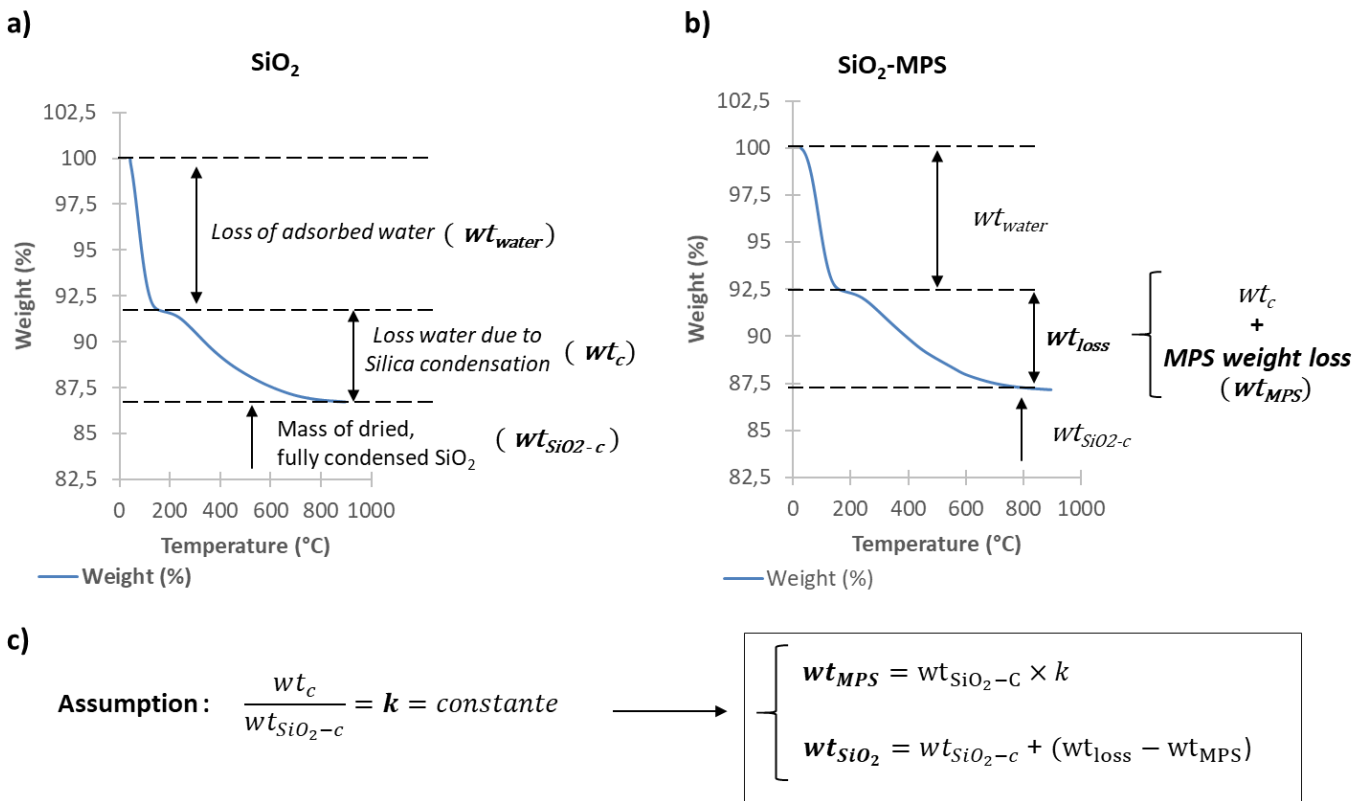 a)
SiO2
102,5
100
97,5
95
92,5
90
87,5
85
82,5
Weight (%)
Loss of adsorbed water ( wtwater)
Loss water due to
Silica condensation ( wtc)
Mass of dried,
fully condensed SiO2 ( wtSiO2-c)
0 200 400 600 800 1000
Temperature (°C)
Weight (%)
b)
SiO2-MPS
102,5
100
97,5
95
92,5
90
87,5
85
82,5
Weight (%)
wtwater
wtloss
wtc
+
MPS weight loss
(wtMPS)
wtSiO2-c
0 200 400 600 800 1000
Temperature (°C)
Weight (%)
c)
Assumption : wtc / wtSiO2−c = k = constante
wtMPS = wtSiO2−C × k
wtSiO2 = wtSiO2−c + (wtloss − wtMPS)